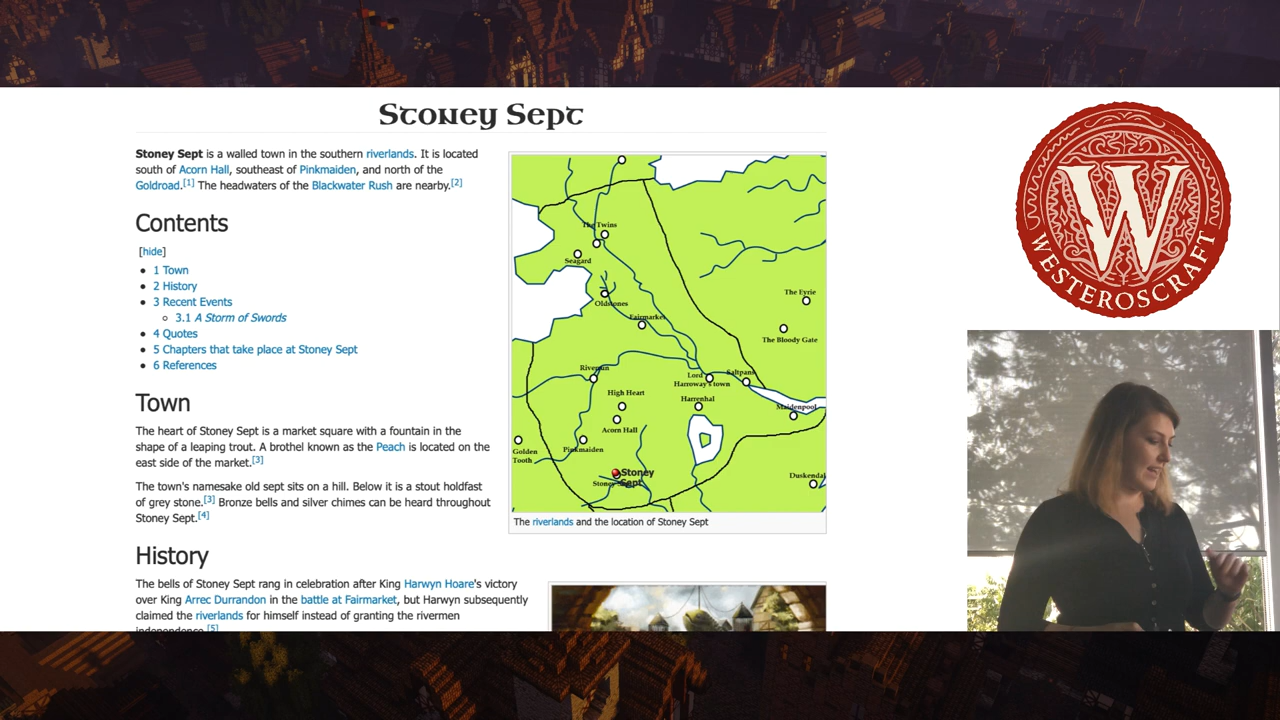 Stoney Sept
Stoney Sept is a walled town in the southern riverlands. It is located
south of Acorn Hall, southeast of Pinkmaiden, and north of the
Goldroad.[1] The headwaters of the Blackwater Rush are nearby.[2]
Contents
[hide]
1 Town
2 History
3 Recent Events
3.1 A Storm of Swords
4 Quotes
5 Chapters that take place at Stoney Sept
6 References
Town
The heart of Stoney Sept is a market square with a fountain in the
shape of a leaping trout. A brothel known as the Peach is located on the
east side of the market.[3]
The town's namesake old sept sits on a hill. Below it is a stout holdfast
of grey stone.[3] Bronze bells and silver chimes can be heard throughout
Stoney Sept.[4]
History
The bells of Stoney Sept rang in celebration after King Harwyn Hoare's victory
over King Arrec Durrandon in the battle at Fairmarket, but Harwyn subsequently
claimed the riverlands for himself instead of granting the rivermen
independence.[5]
The Twins
Seagard
Oldstones
Fairmarket
The Eyrie
The Bloody Gate
Riverrun
Lord
Harroway's town
Saltpans
High Heart
Harrenhal
Maidenpool
Acorn Hall
Golden
Tooth
Pinkmaiden
Stoney
Sept
Duskendal
The riverlands and the location of Stoney Sept
W
WESTEROSCRAFT